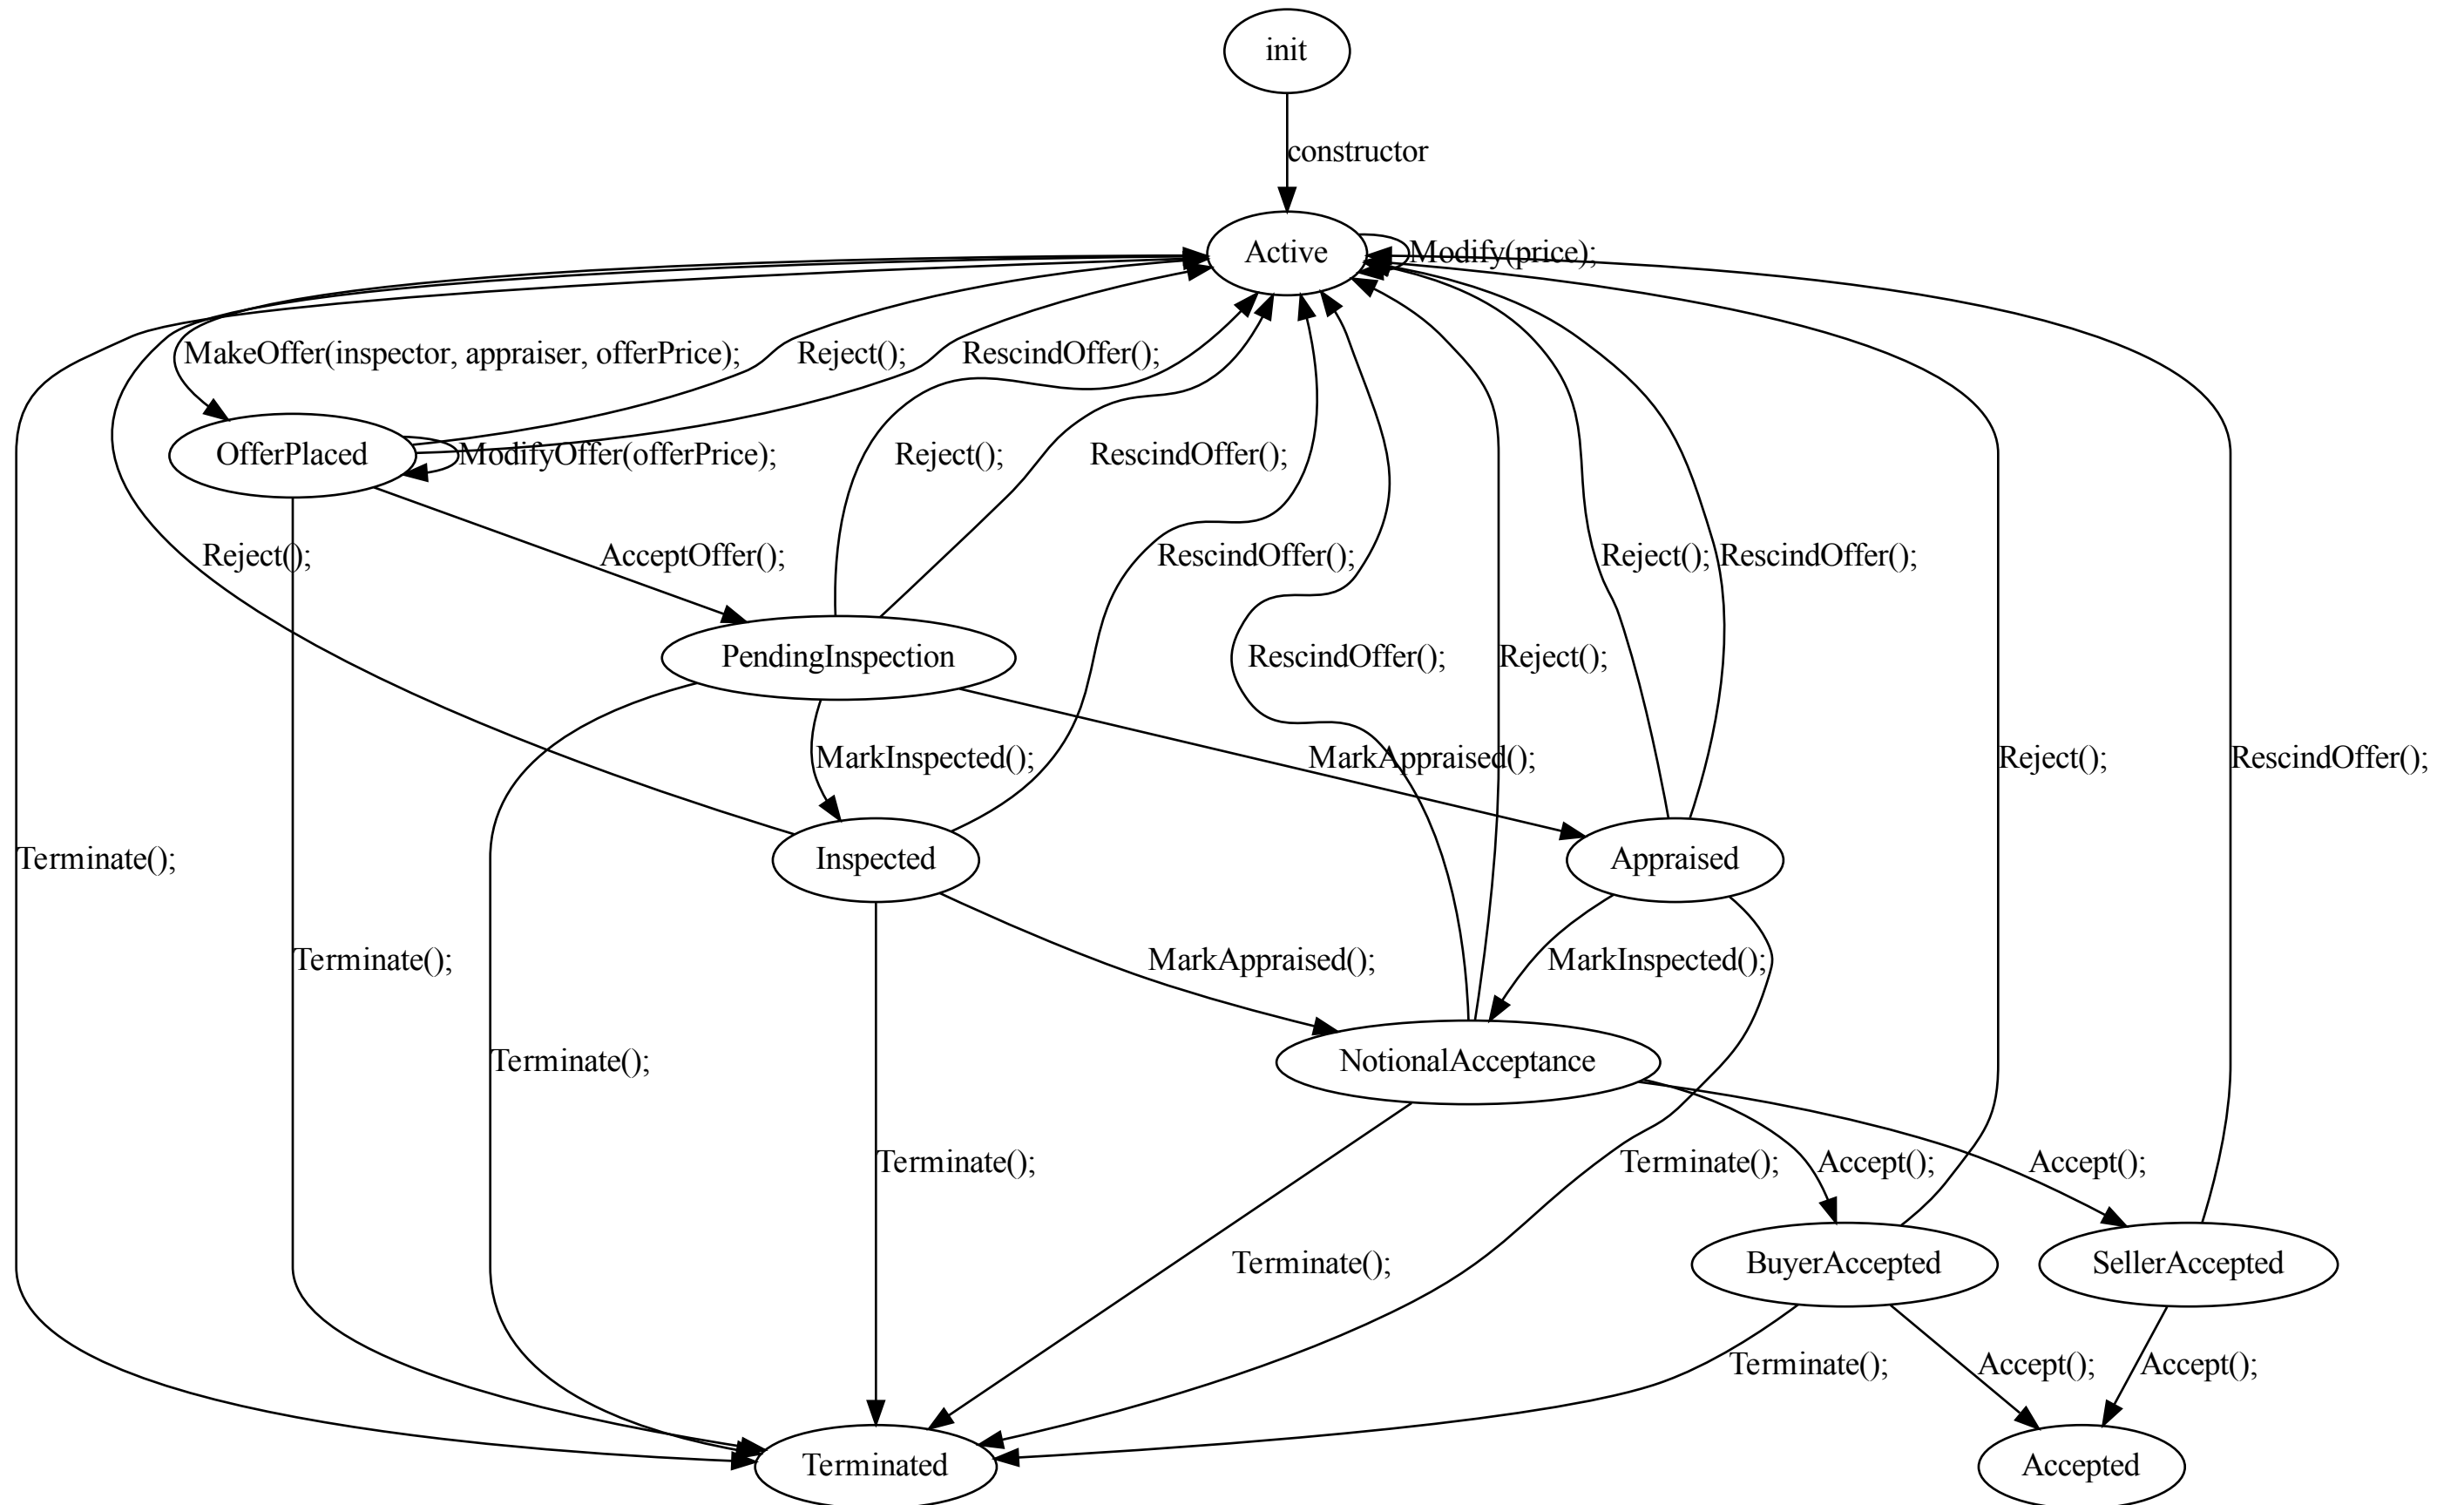 init
constructor
Active
Modify(price);
MakeOffer(inspector, appraiser, offerPrice);
Reject();
RescindOffer();
OfferPlaced
ModifyOffer(offerPrice);
Reject();
RescindOffer();
Reject();
AcceptOffer();
RescindOffer();
Reject();
RescindOffer();
PendingInspection
RescindOffer();
Reject();
MarkInspected();
MarkAppraised();
Reject();
RescindOffer();
Terminate();
Inspected
Appraised
Terminate();
MarkAppraised();
MarkInspected();
Terminate();
NotionalAcceptance
Terminate();
Terminate();
Accept();
Accept();
Terminate();
BuyerAccepted
SellerAccepted
Terminate();
Accept();
Accept();
Terminated
Accepted